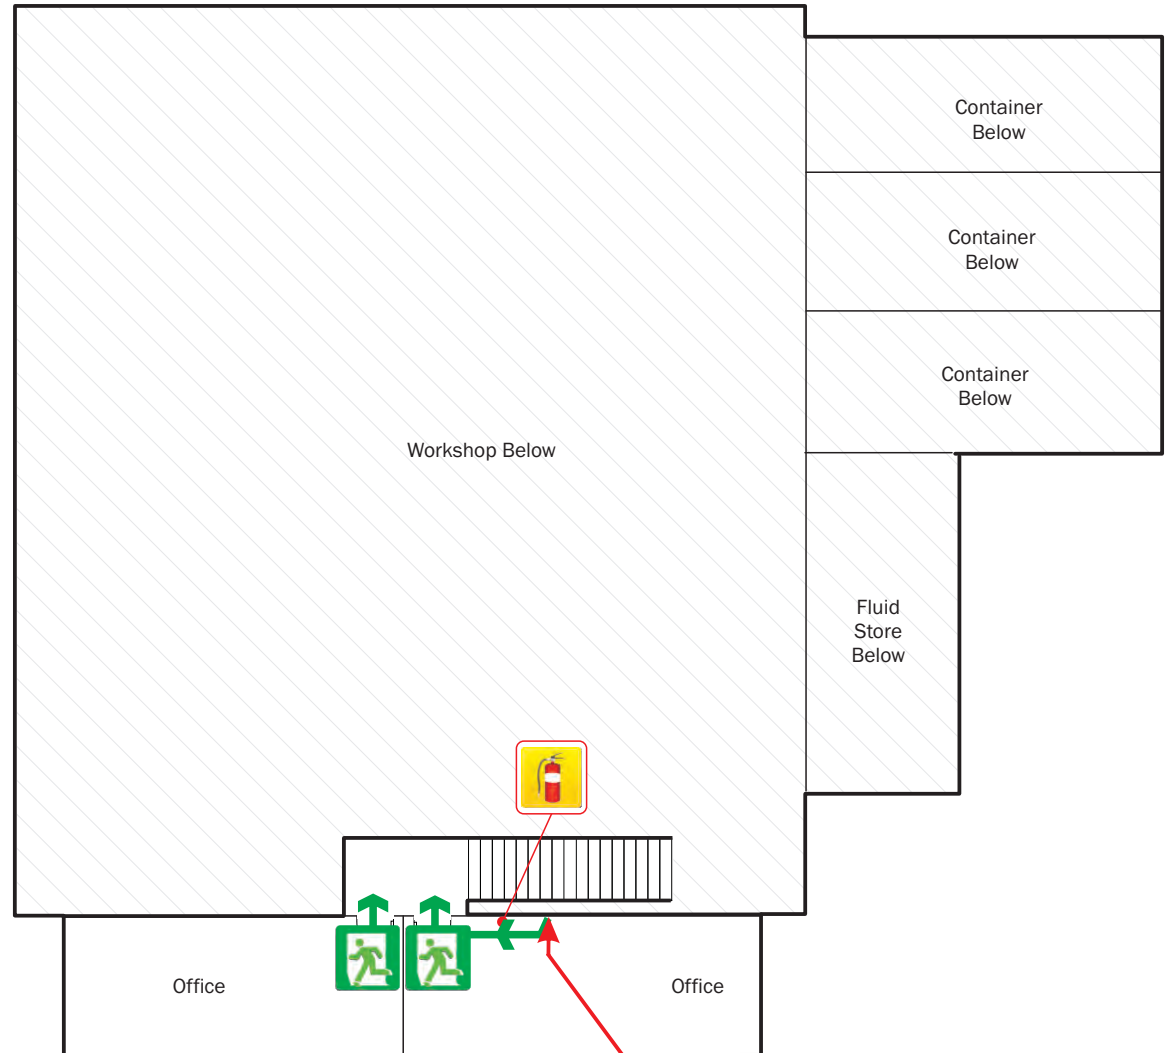 Container
Below
Container
Below
Container
Below
Workshop Below
Fluid
Store
Below
Office
Office